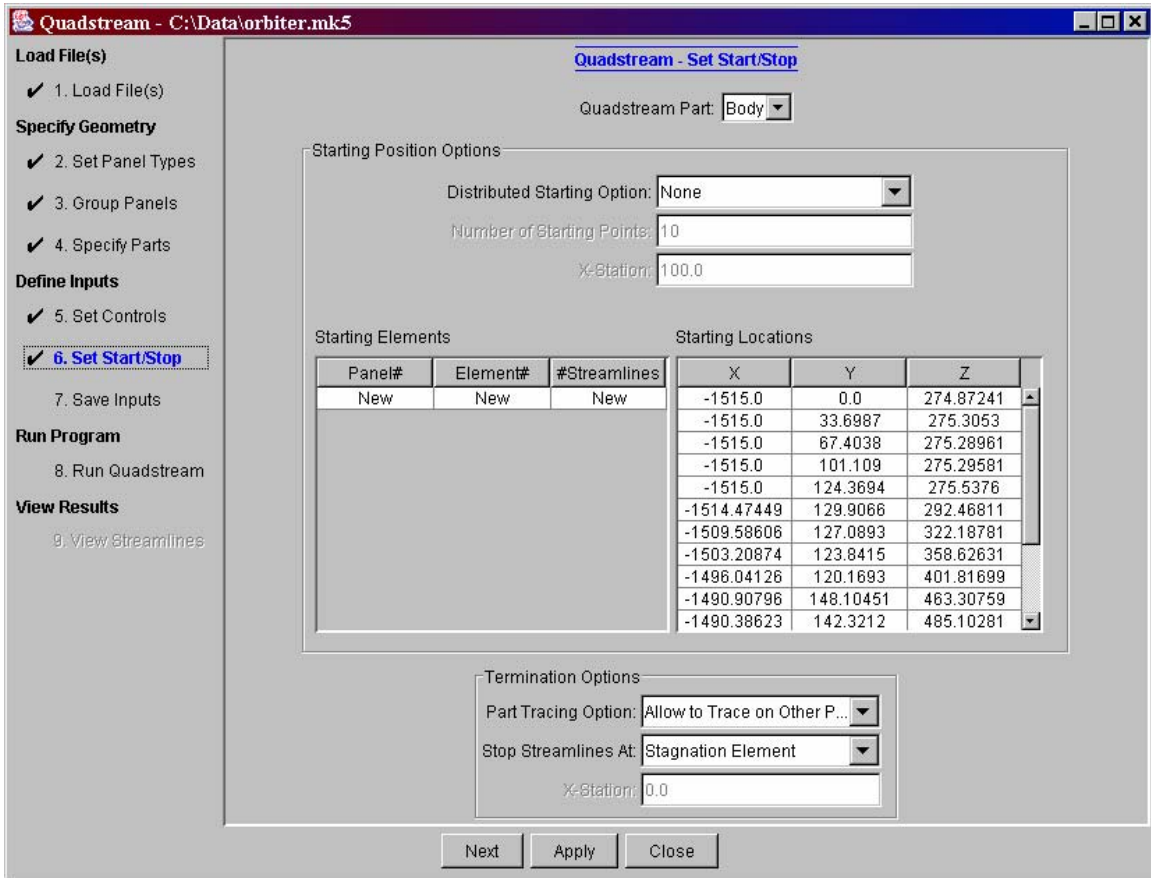 Quadstream - C:\Data\orbiter.mk5
Load File(s)
1. Load File(s)
Specify Geometry
2. Set Panel Types
3. Group Panels
4. Specify Parts
Define Inputs
5. Set Controls
6. Set Start/Stop
7. Save Inputs
Run Program
8. Run Quadstream
View Results
9. View Streamlines
Quadstream - Set Start/Stop
Quadstream Part: Body
Starting Position Options
Distributed Starting Option: None
Number of Starting Points: 10
X-Station: 100.0
Starting Elements
Panel# Element# #Streamlines
New New New
Starting Locations
X Y Z
-1515.0 0.0 274.87241
-1515.0 33.6987 275.3053
-1515.0 67.4038 275.28961
-1515.0 101.109 275.29581
-1515.0 124.3694 275.5376
-1514.47449 129.9066 292.46811
-1509.58606 127.0893 322.18781
-1503.20874 123.8415 358.62631
-1496.04126 120.1693 401.81699
-1490.90796 148.10451 463.30759
-1490.38623 142.3212 485.10281
Termination Options
Part Tracing Option: Allow to Trace on Other P...
Stop Streamlines At: Stagnation Element
X-Station: 0.0
Next Apply Close